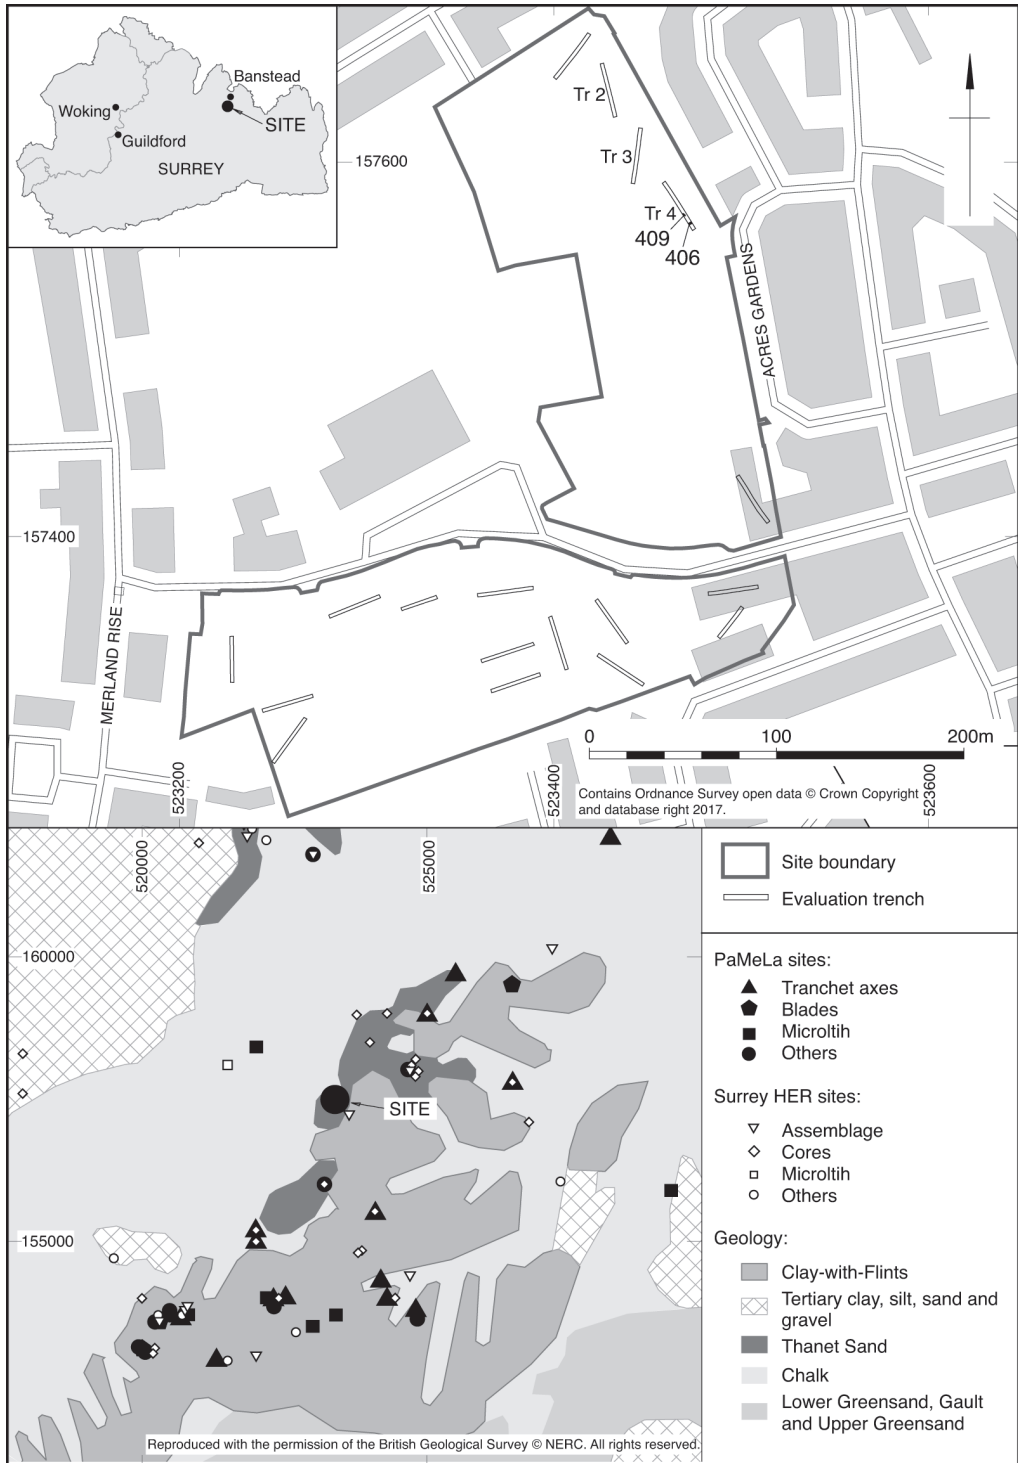 Banstead
Woking
SITE
Guildford
SURREY
157600
Tr 2
Tr 3
Tr 4
409
406
ACRES GARDENS
157400
MERLAND RISE
0 100 200m
523200
523400
523600
Contains Ordnance Survey open data © Crown Copyright
and database right 2017.
520000
525000
160000
SITE
155000
Reproduced with the permission of the British Geological Survey © NERC. All rights reserved.
Site boundary
Evaluation trench
PaMeLa sites:
Tranchet axes
Blades
Microltih
Others
Surrey HER sites:
Assemblage
Cores
Microltih
Others
Geology:
Clay-with-Flints
Tertiary clay, silt, sand and
gravel
Thanet Sand
Chalk
Lower Greensand, Gault
and Upper Greensand